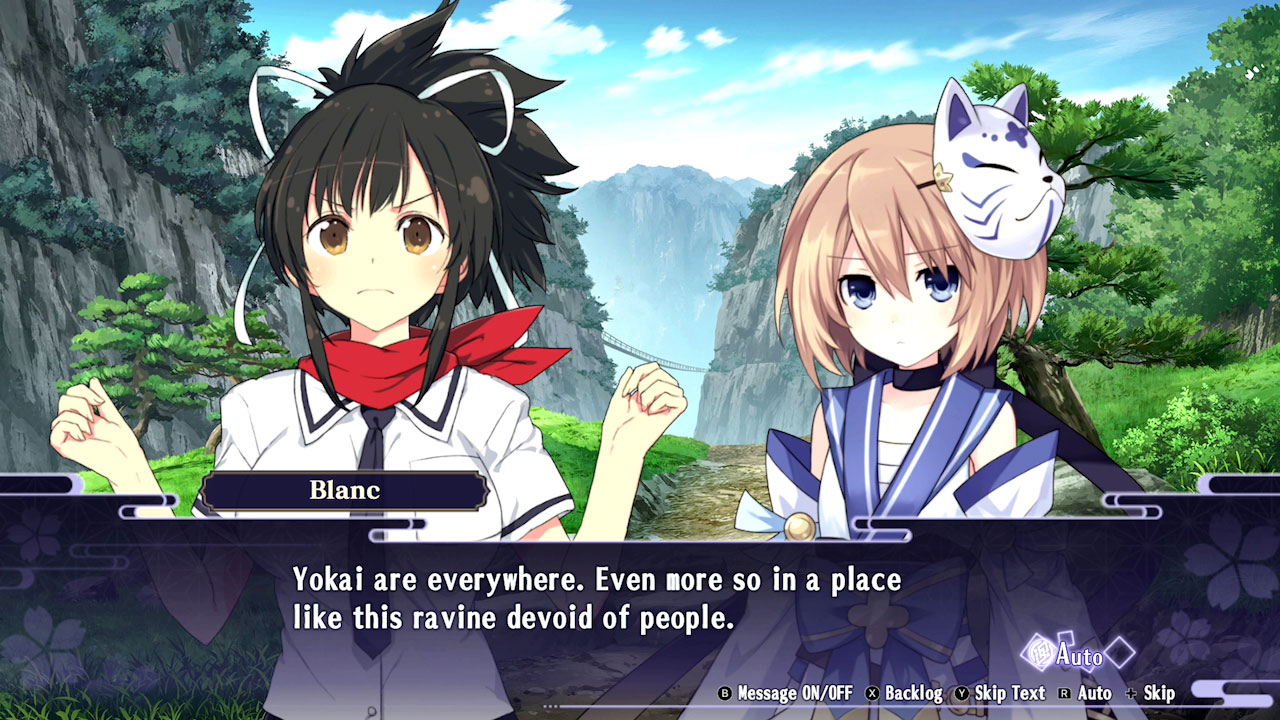 Blanc
Yokai are everywhere. Even more so in a place
like this ravine devoid of people.
Auto
B Message ON/OFF X Backlog Y Skip Text R Auto + Skip